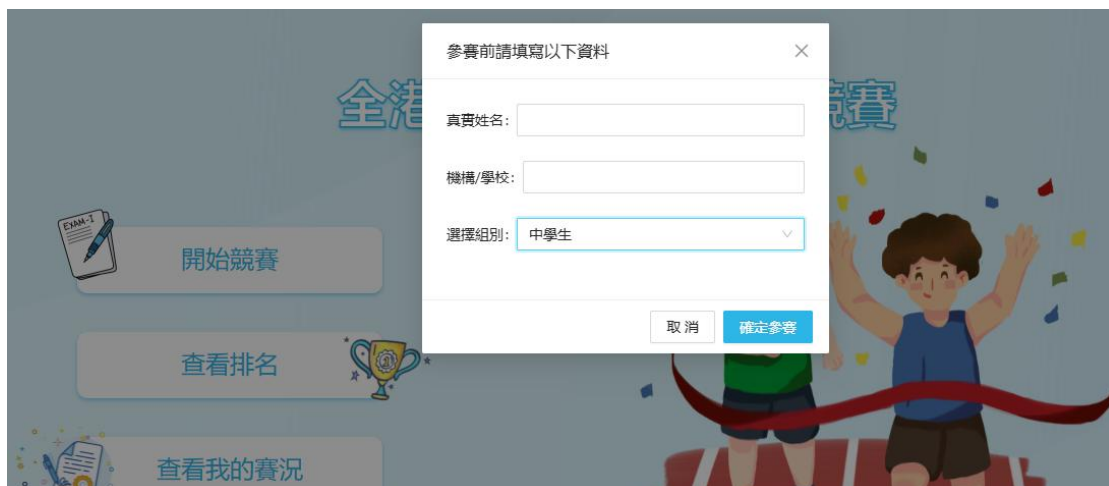 參賽前請填寫以下資料
全港
競賽
真實姓名:
機構/學校:
選擇組別: 中學生
EXAM-I
開始競賽
取消 確定參賽
查看排名
1
查看我的賽況